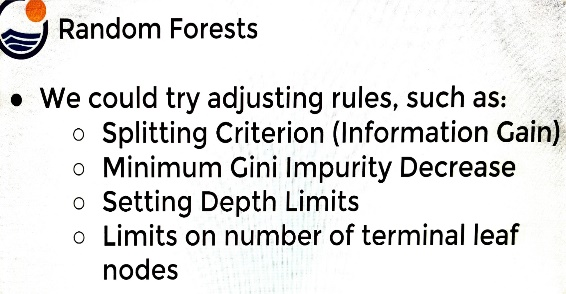 Random Forests
● We could try adjusting rules, such as:
○ Splitting Criterion (Information Gain)
○ Minimum Gini Impurity Decrease
○ Setting Depth Limits
○ Limits on number of terminal leaf
nodes